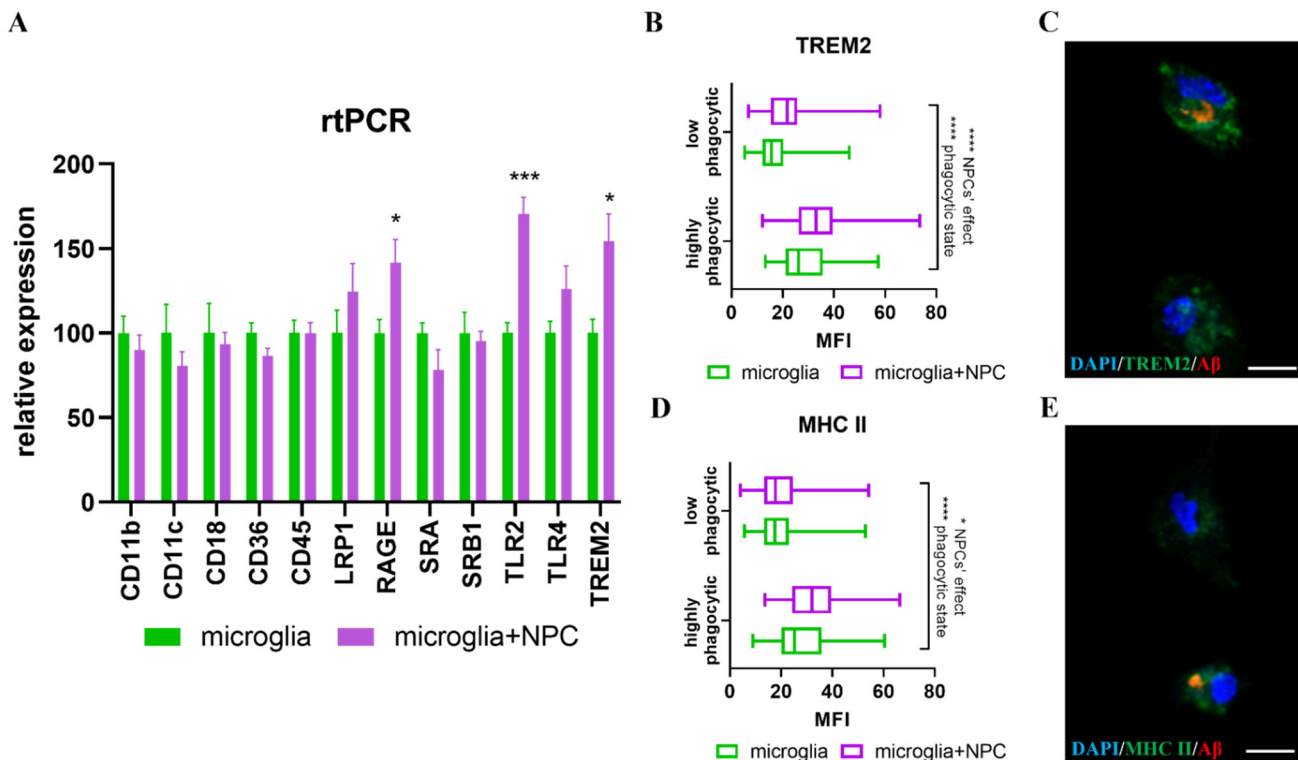 A
rtPCR
relative expression
200
150
100
50
0
*
***
*
CD11b
CD11c
CD18
CD36
CD45
LRP1
RAGE
SRA
SRB1
TLR2
TLR4
TREM2
microglia
microglia+NPC
B
TREM2
low
phagocytic
highly
phagocytic
**** NPCs' effect
**** phagocytic state
0 20 40 60 80
MFI
microglia
microglia+NPC
C
DAPI/TREM2/Aβ
D
MHC II
low
phagocytic
highly
phagocytic
* NPCs' effect
**** phagocytic state
0 20 40 60 80
MFI
microglia
microglia+NPC
E
DAPI/MHC II/Aβ